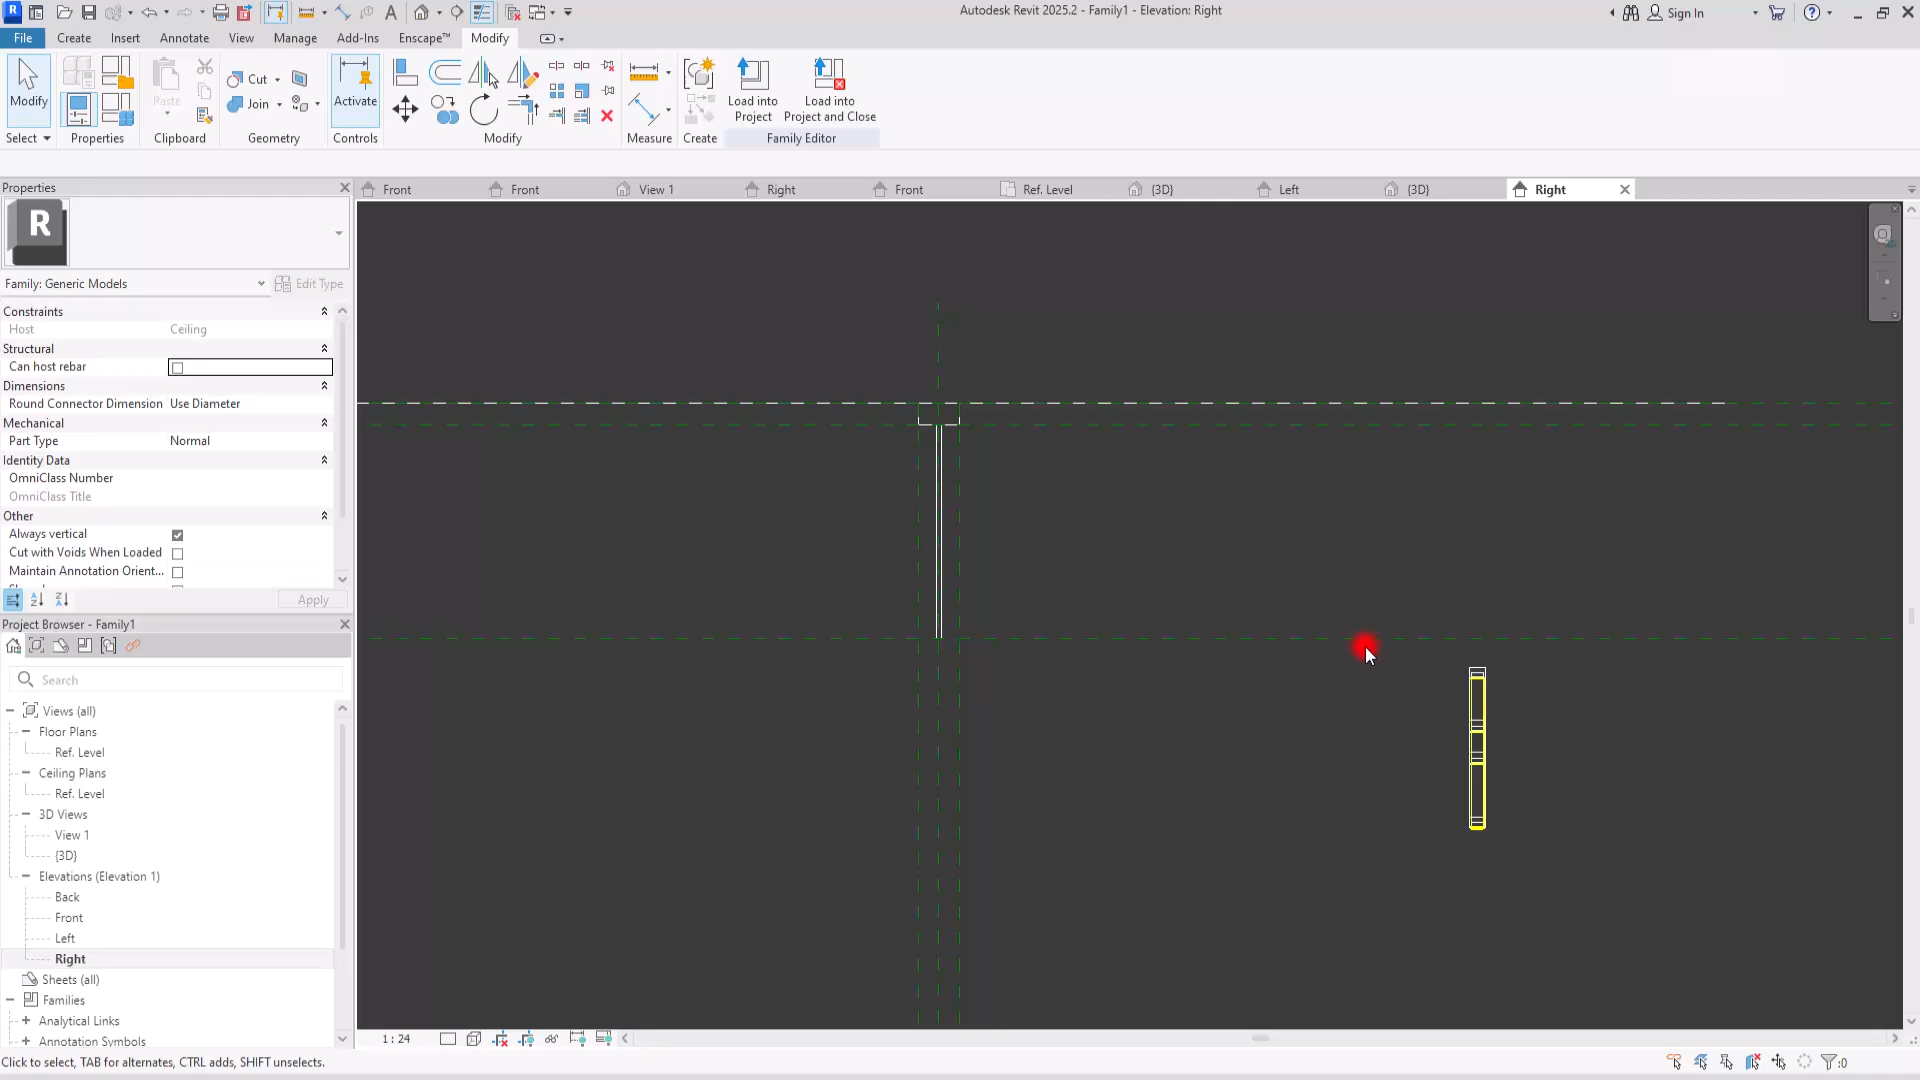 Autodesk Revit 2025.2 - Family1 - Elevation: Right
Sign In
File
Create
Insert
Annotate
View
Manage
Add-Ins
Enscape™
Modify
Modify
Paste
Cut
Join
Activate
Load into
Project
Load into
Project and Close
Select
Properties
Clipboard
Geometry
Controls
Modify
Measure
Create
Family Editor
Properties
Front
Front
View 1
Right
Front
Ref. Level
{3D}
Left
{3D}
Right
R
Family: Generic Models
Edit Type
Constraints
Host Ceiling
Structural
Can host rebar
Dimensions
Round Connector Dimension Use Diameter
Mechanical
Part Type Normal
Identity Data
OmniClass Number
OmniClass Title
Other
Always vertical
Cut with Voids When Loaded
Maintain Annotation Orient...
Apply
Project Browser - Family1
Search
Views (all)
Floor Plans
Ref. Level
Ceiling Plans
Ref. Level
3D Views
View 1
{3D}
Elevations (Elevation 1)
Back
Front
Left
Right
Sheets (all)
Families
Analytical Links
Annotation Symbols
1 : 24
Click to select, TAB for alternates, CTRL adds, SHIFT unselects.
:0